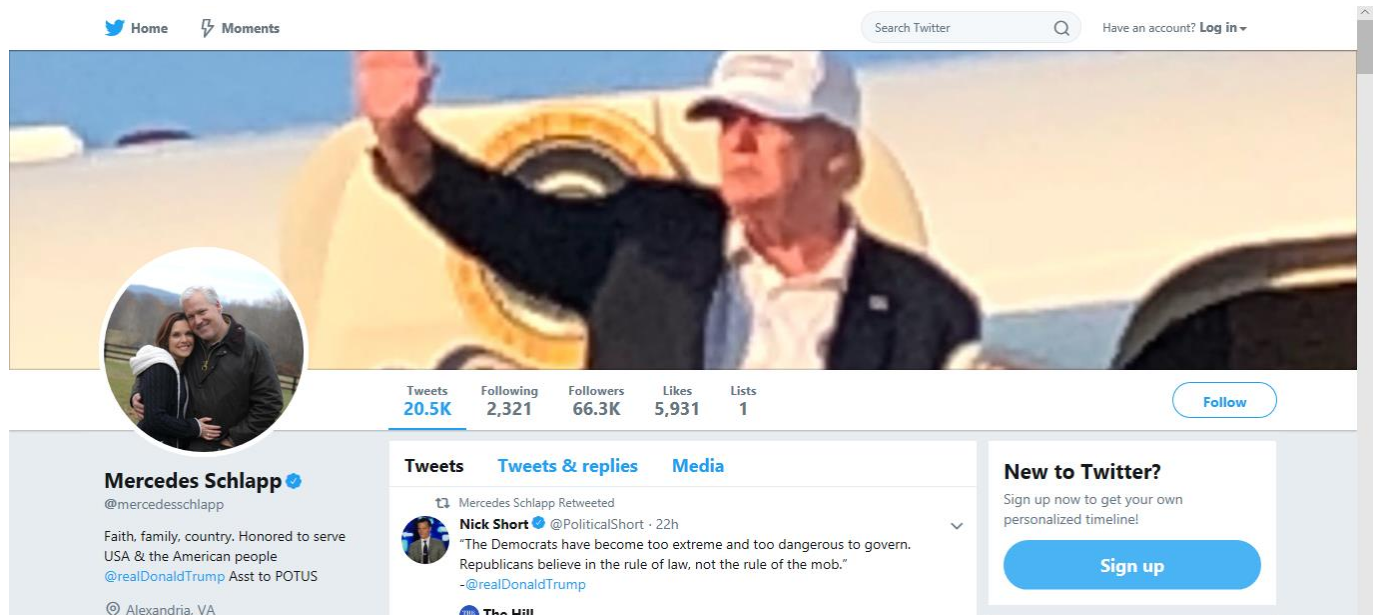 Home
Moments
Search Twitter
Have an account? Log in
Tweets
20.5K
Following
2,321
Followers
66.3K
Likes
5,931
Lists
1
Follow
Mercedes Schlapp
@mercedesschlapp
Faith, family, country. Honored to serve
USA & the American people
@realDonaldTrump Asst to POTUS
Alexandria, VA
Tweets
Tweets & replies
Media
Mercedes Schlapp Retweeted
Nick Short @PoliticalShort · 22h
“The Democrats have become too extreme and too dangerous to govern.
Republicans believe in the rule of law, not the rule of the mob.”
-@realDonaldTrump
The Hill
New to Twitter?
Sign up now to get your own
personalized timeline!
Sign up